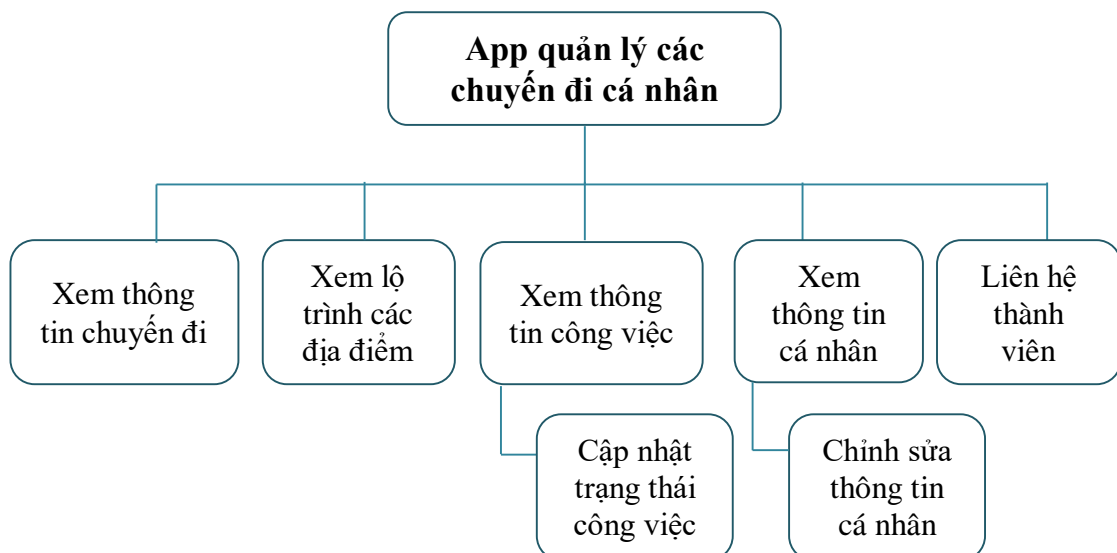 App quản lý các
chuyến đi cá nhân
Xem thông
tin chuyến đi
Xem lộ
trình các
địa điểm
Xem thông
tin công việc
Xem
thông tin
cá nhân
Liên hệ
thành
viên
Cập nhật
trạng thái
công việc
Chỉnh sửa
thông tin
cá nhân